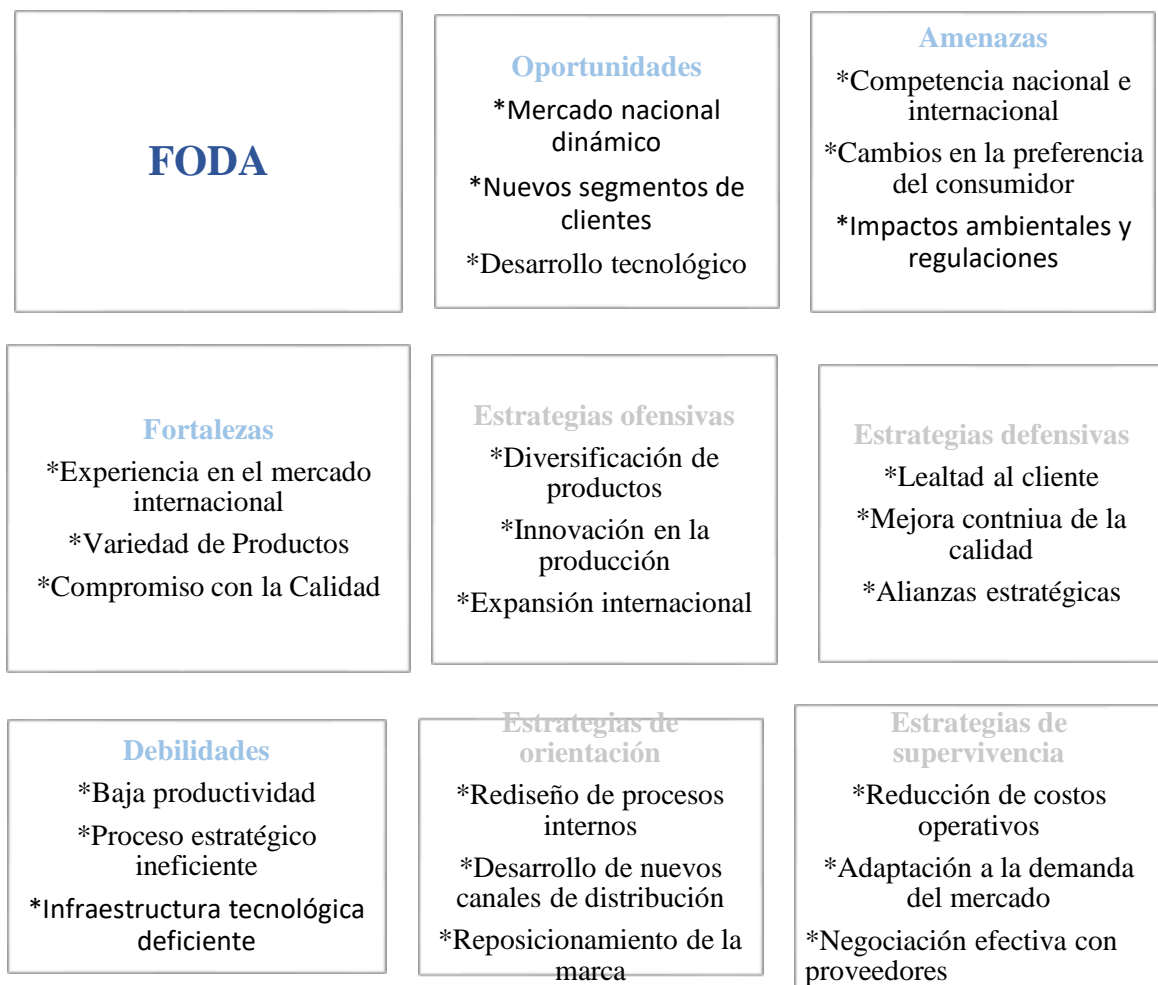 FODA
Oportunidades
*Mercado nacional
dinámico
*Nuevos segmentos de
clientes
*Desarrollo tecnológico
Amenazas
*Competencia nacional e
internacional
*Cambios en la preferencia
del consumidor
*Impactos ambientales y
regulaciones
Fortalezas
*Experiencia en el mercado
internacional
*Variedad de Productos
*Compromiso con la Calidad
Estrategias ofensivas
*Diversificación de
productos
*Innovación en la
producción
*Expansión internacional
Estrategias defensivas
*Lealtad al cliente
*Mejora contniua de la
calidad
*Alianzas estratégicas
Debilidades
*Baja productividad
*Proceso estratégico
ineficiente
*Infraestructura tecnológica
deficiente
Estrategias de
orientación
*Rediseño de procesos
internos
*Desarrollo de nuevos
canales de distribución
*Reposicionamiento de la
marca
Estrategias de
supervivencia
*Reducción de costos
operativos
*Adaptación a la demanda
del mercado
*Negociación efectiva con
proveedores